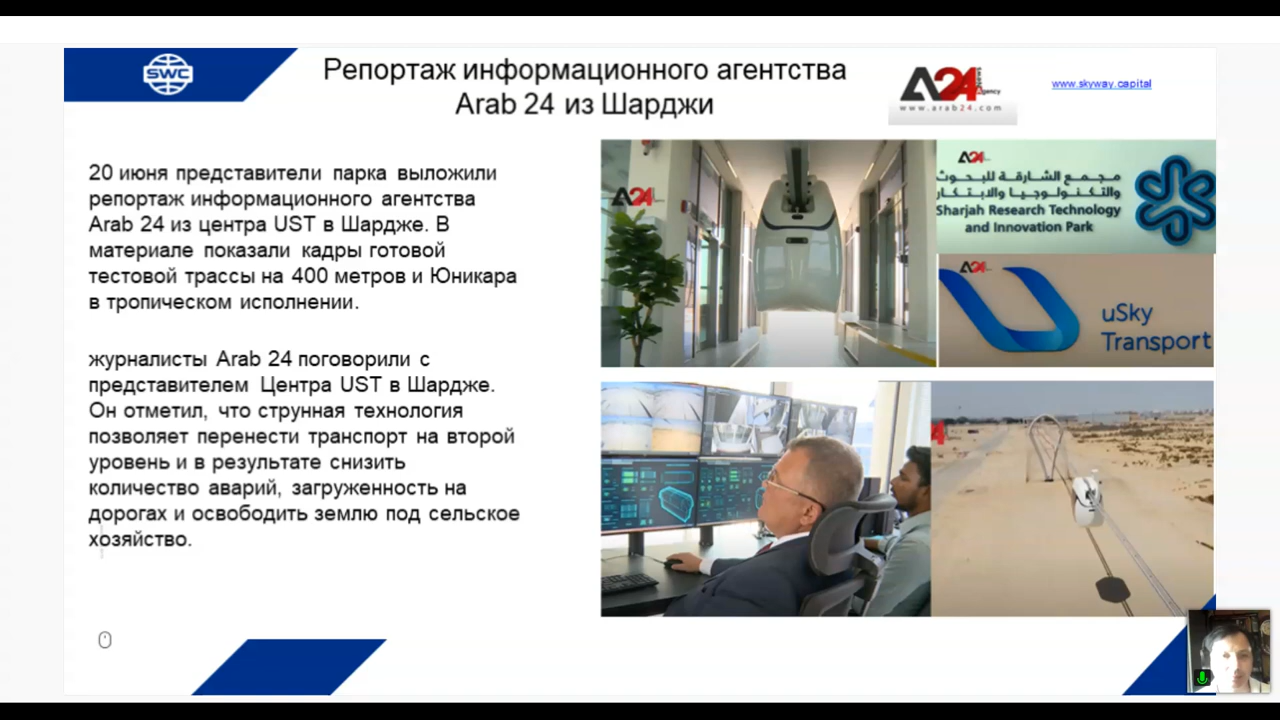 SWC
Репортаж информационного агентства
Arab 24 из Шарджи
A24
News
Agency
www.arab24.com
www.skyway.capital
20 июня представители парка выложили
репортаж информационного агентства
Arab 24 из центра UST в Шардже. В
материале показали кадры готовой
тестовой трассы на 400 метров и Юникара
в тропическом исполнении.
журналисты Arab 24 поговорили с
представителем Центра UST в Шардже.
Он отметил, что струнная технология
позволяет перенести транспорт на второй
уровень и в результате снизить
количество аварий, загруженность на
дорогах и освободить землю под сельское
хозяйство.
A24
A24
مجمع الشارقة للبحوث
والتكنولوجيا والابتكار
Sharjah Research Technology
and Innovation Park
A24
uSky
Transport
4